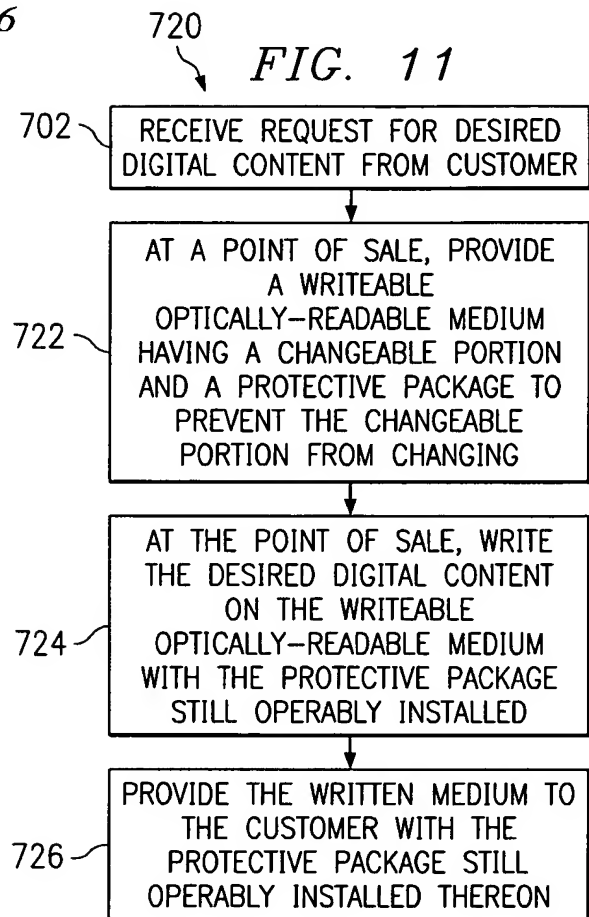 6
720
FIG. 11
702
RECEIVE REQUEST FOR DESIRED
DIGITAL CONTENT FROM CUSTOMER
722
AT A POINT OF SALE, PROVIDE
A WRITEABLE
OPTICALLY-READABLE MEDIUM
HAVING A CHANGEABLE PORTION
AND A PROTECTIVE PACKAGE TO
PREVENT THE CHANGEABLE
PORTION FROM CHANGING
724
AT THE POINT OF SALE, WRITE
THE DESIRED DIGITAL CONTENT
ON THE WRITEABLE
OPTICALLY-READABLE MEDIUM
WITH THE PROTECTIVE PACKAGE
STILL OPERABLY INSTALLED
726
PROVIDE THE WRITTEN MEDIUM TO
THE CUSTOMER WITH THE
PROTECTIVE PACKAGE STILL
OPERABLY INSTALLED THEREON